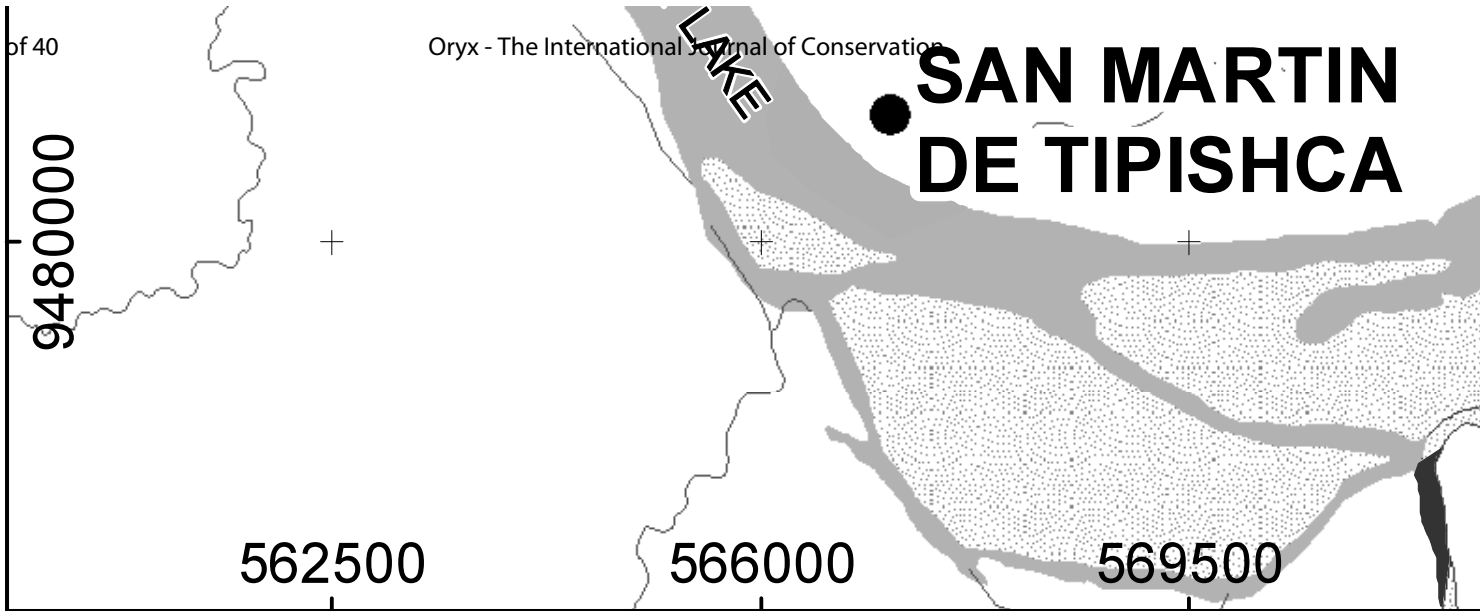 of 40
Oryx - The International Journal of Conservation
LAKE
SAN MARTIN
DE TIPISHCA
9480000
562500
566000
569500